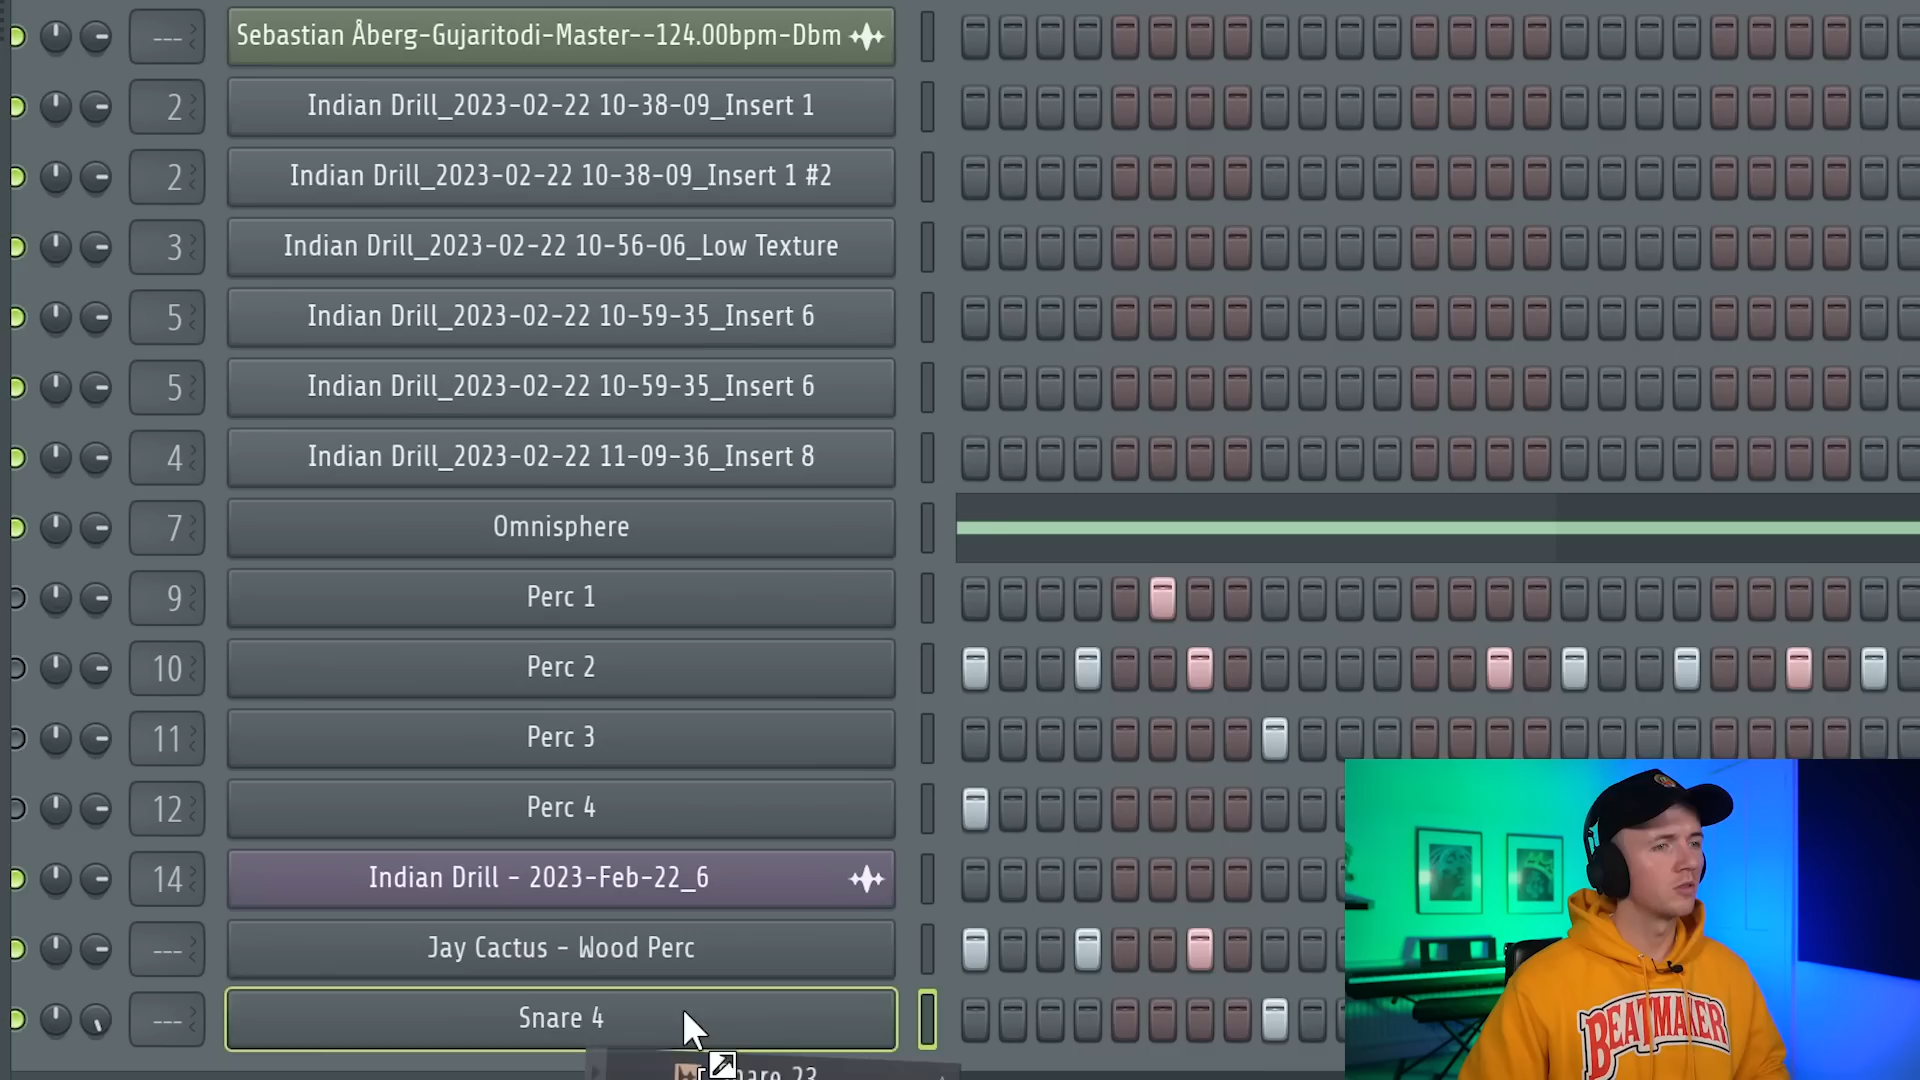 --- Sebastian Åberg-Gujaritodi-Master--124.00bpm-Dbm
2 Indian Drill_2023-02-22 10-38-09_Insert 1
2 Indian Drill_2023-02-22 10-38-09_Insert 1 #2
3 Indian Drill_2023-02-22 10-56-06_Low Texture
5 Indian Drill_2023-02-22 10-59-35_Insert 6
5 Indian Drill_2023-02-22 10-59-35_Insert 6
4 Indian Drill_2023-02-22 11-09-36_Insert 8
7 Omnisphere
9 Perc 1
10 Perc 2
11 Perc 3
12 Perc 4
14 Indian Drill - 2023-Feb-22_6
--- Jay Cactus - Wood Perc
--- Snare 4
23
BEATMAKER